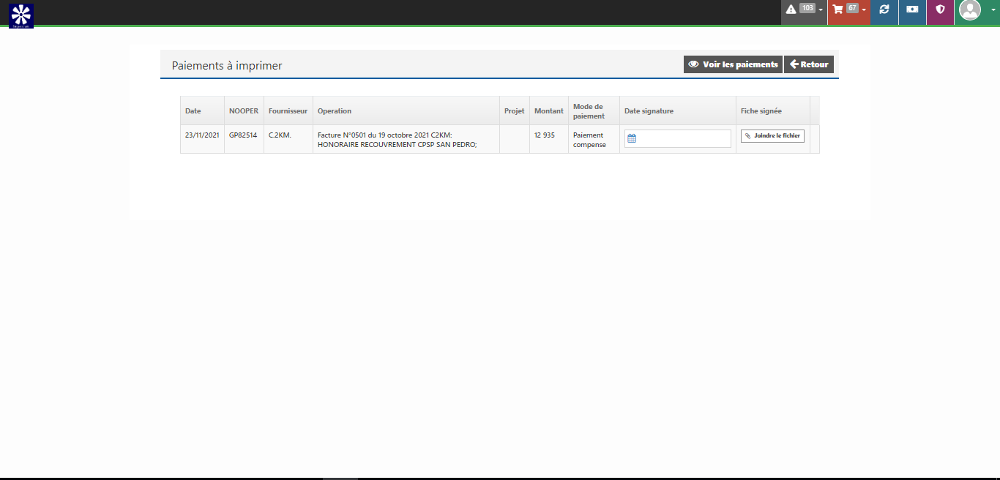 103
67
Paiements à imprimer
Voir les paiements
Retour
Date
NOOPER
Fournisseur
Operation
Projet
Montant
Mode de
paiement
Date signature
Fiche signée
23/11/2021
GP82514
C.2KM.
Facture N°0501 du 19 octobre 2021 C2KM:
HONORAIRE RECOUVREMENT CPSP SAN PEDRO;
12 935
Paiement
compense
Joindre le fichier